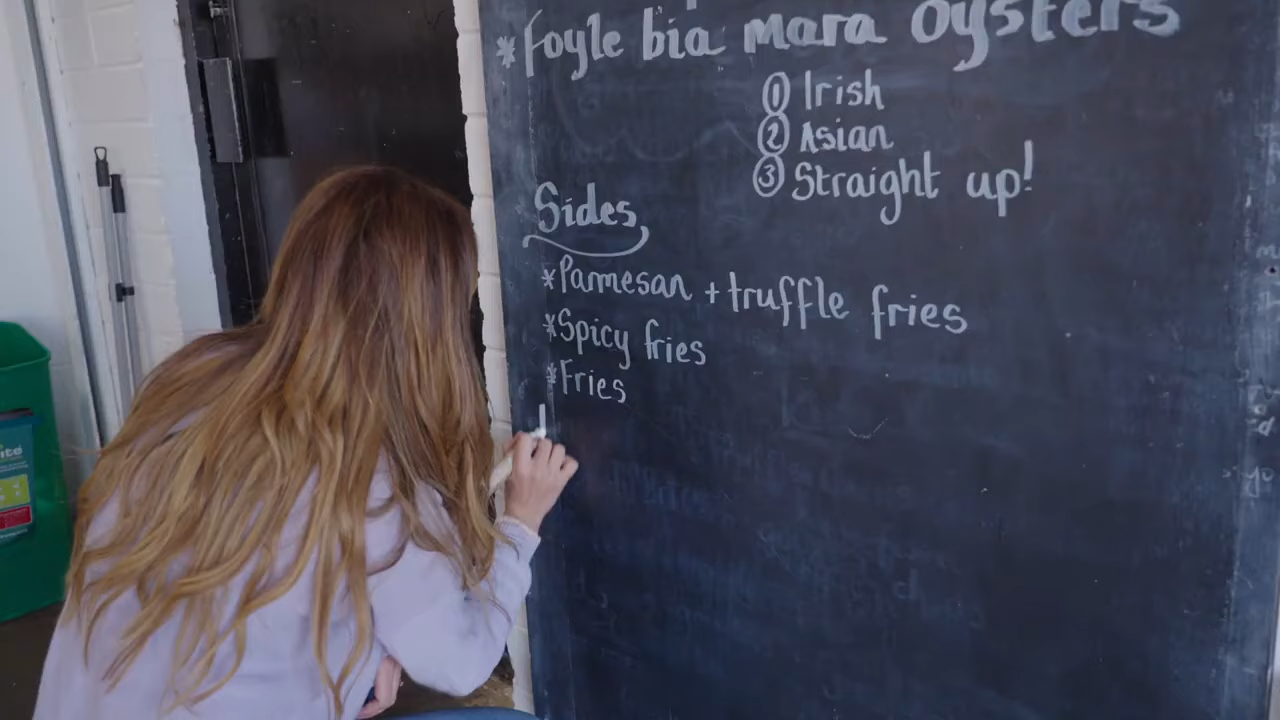 * Foyle bia mara oysters
① Irish
② Asian
③ Straight up!
Sides
* Parmesan + truffle fries
* Spicy fries
* Fries